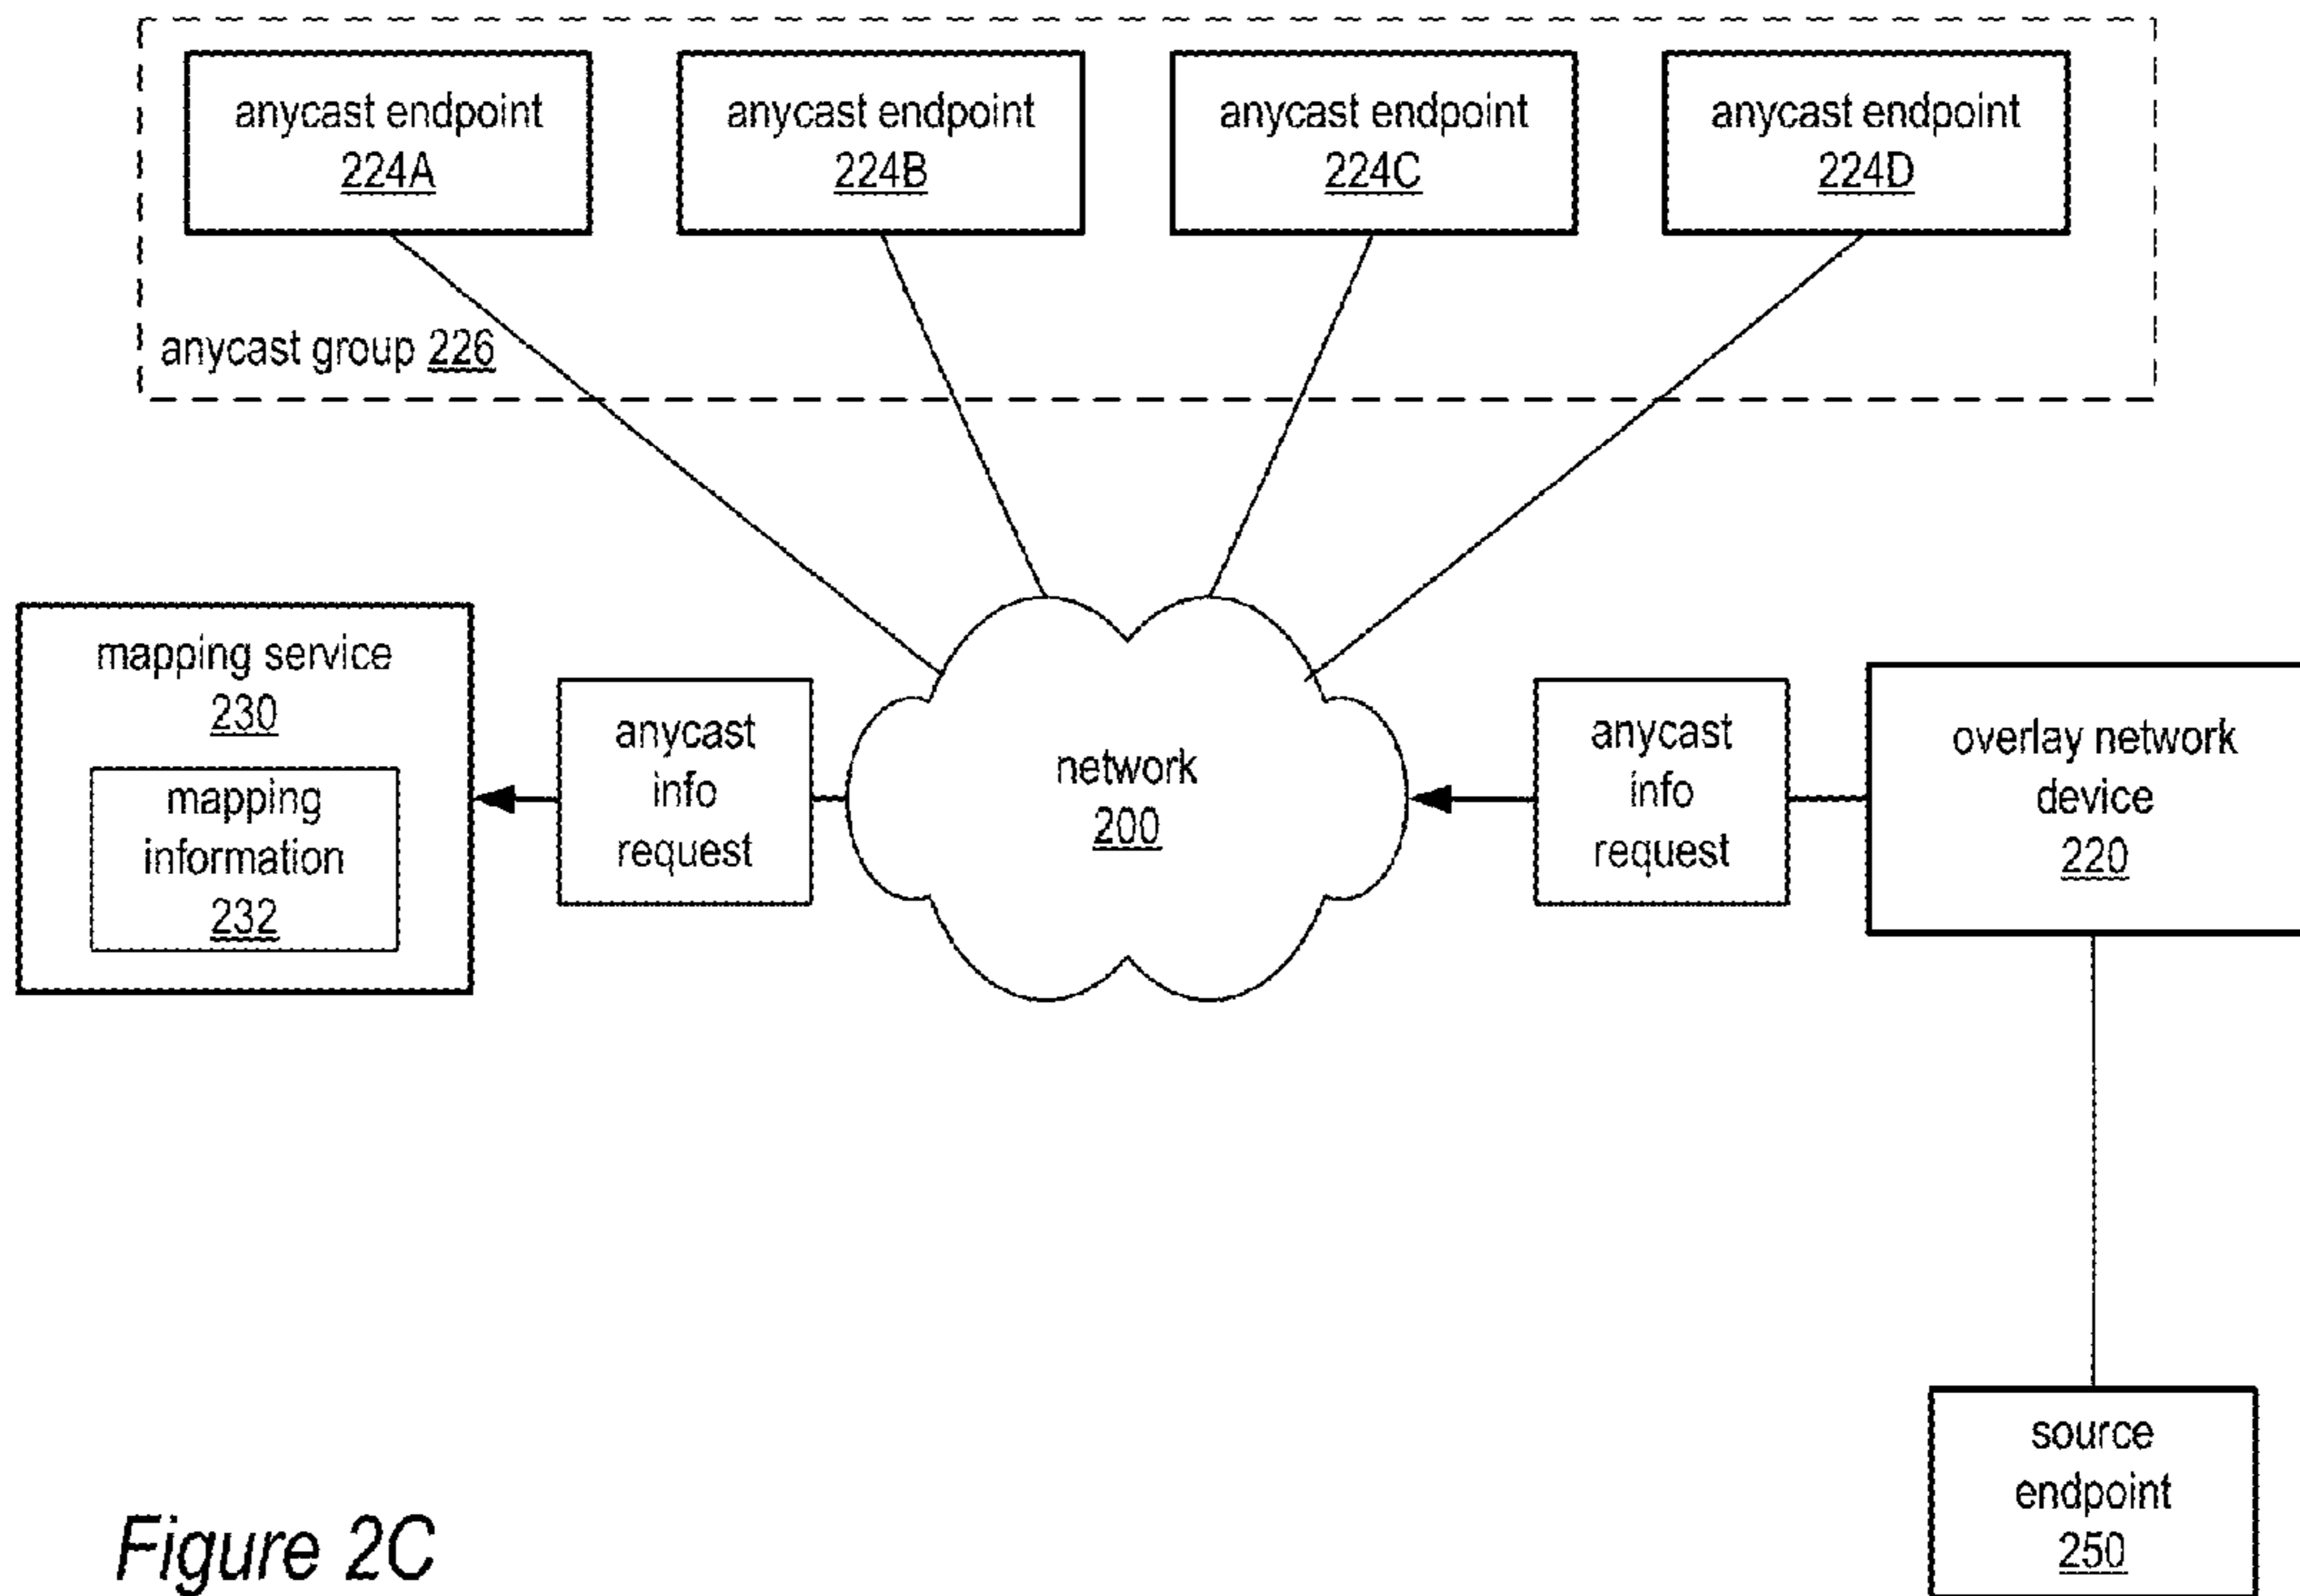 anycast endpoint
224A
anycast endpoint
224B
anycast endpoint
224C
anycast endpoint
224D
anycast group 226
mapping service
230
mapping
information
232
anycast
info
request
network
200
anycast
info
request
overlay network
device
220
source
endpoint
250
Figure 2C